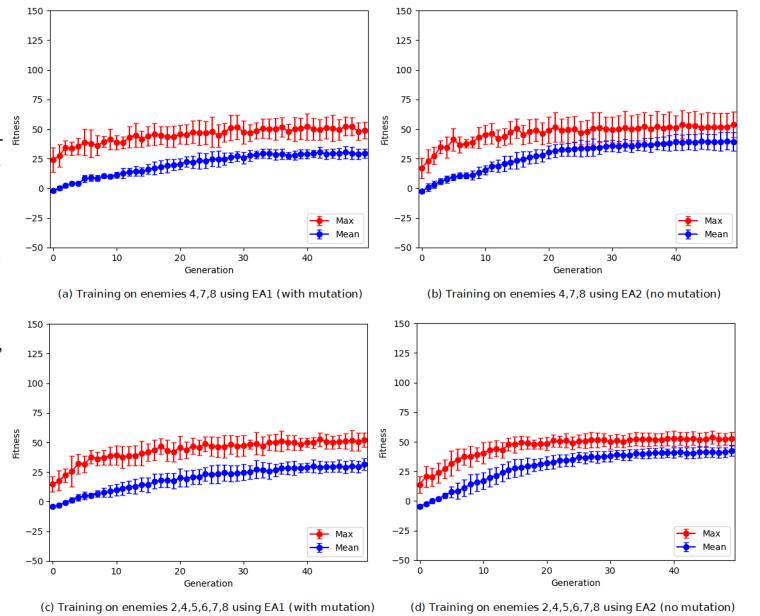 150
125
100
75
50
25
0
−25
−50
Fitness
0
10
20
30
40
Generation
Max
Mean
(a) Training on enemies 4,7,8 using EA1 (with mutation)
150
125
100
75
50
25
0
−25
−50
Fitness
0
10
20
30
40
Generation
Max
Mean
(b) Training on enemies 4,7,8 using EA2 (no mutation)
150
125
100
75
50
25
0
−25
−50
Fitness
0
10
20
30
40
Generation
Max
Mean
(c) Training on enemies 2,4,5,6,7,8 using EA1 (with mutation)
150
125
100
75
50
25
0
−25
−50
Fitness
0
10
20
30
40
Generation
Max
Mean
(d) Training on enemies 2,4,5,6,7,8 using EA2 (no mutation)